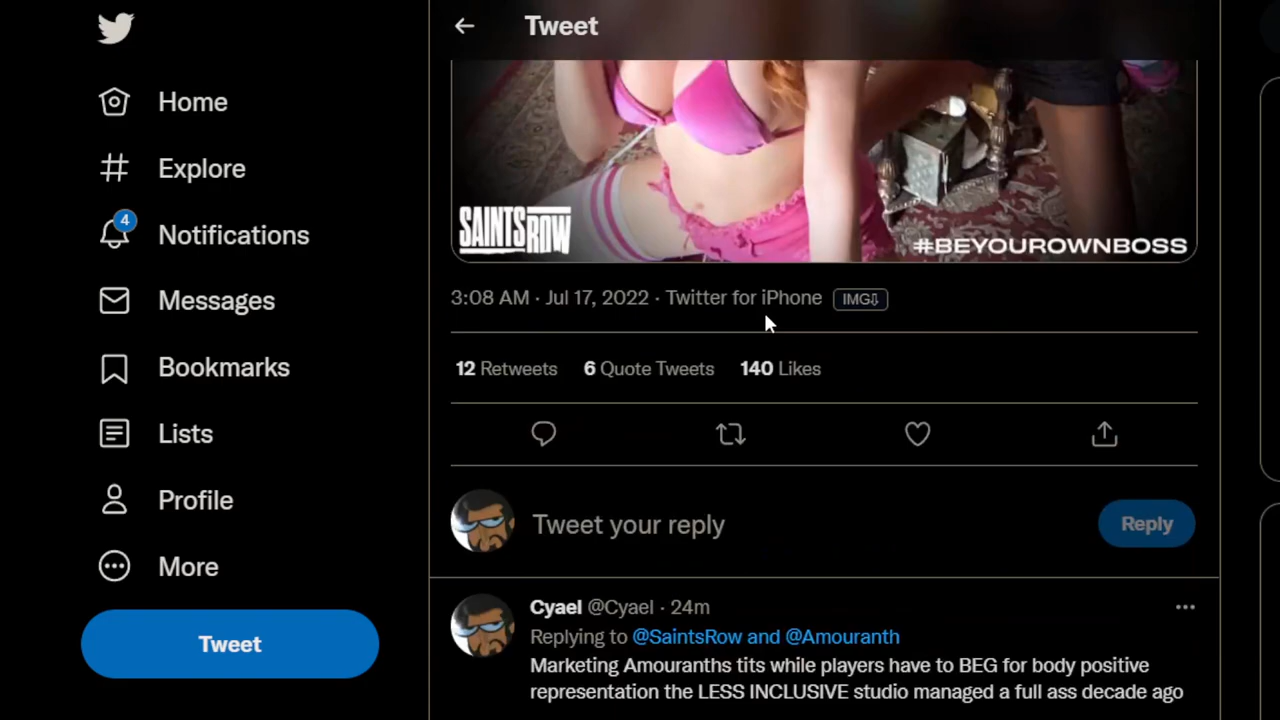 Tweet
Home
Explore
4
Notifications
Messages
Bookmarks
Lists
Profile
More
Tweet
SAINTS ROW
#BEYOUROWNBOSS
3:08 AM · Jul 17, 2022 · Twitter for iPhone
IMG⇩
12 Retweets 6 Quote Tweets 140 Likes
Tweet your reply
Reply
Cyael @Cyael · 24m
Replying to @SaintsRow and @Amouranth
Marketing Amouranths tits while players have to BEG for body positive
representation the LESS INCLUSIVE studio managed a full ass decade ago